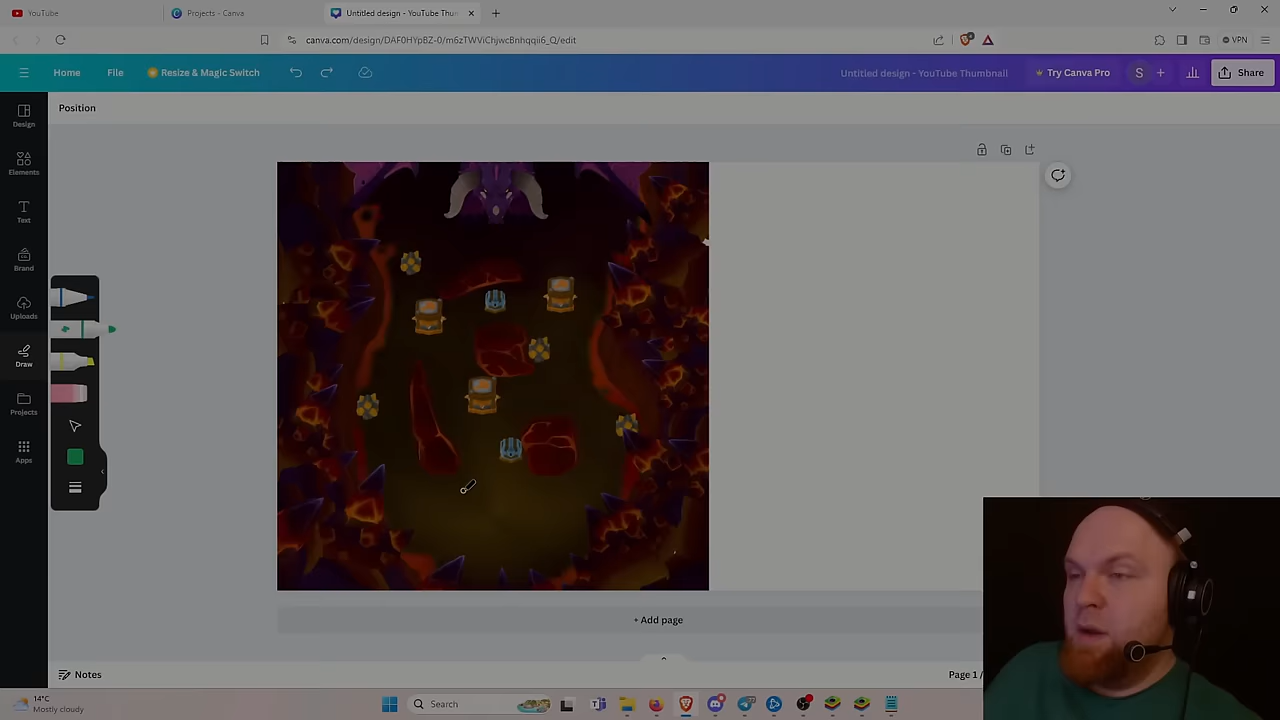 YouTube
Projects - Canva
Untitled design - YouTube Thum
canva.com/design/DAF0HYpBZ-0/m6zTWViChjwcBnhqqii6_Q/edit
VPN
Home
File
Resize & Magic Switch
Untitled design - YouTube Thumbnail
Try Canva Pro
S
Share
Design
Position
Elements
Text
Brand
Uploads
Draw
Projects
Apps
+ Add page
Notes
Page 1 /
14°C
Mostly cloudy
Search